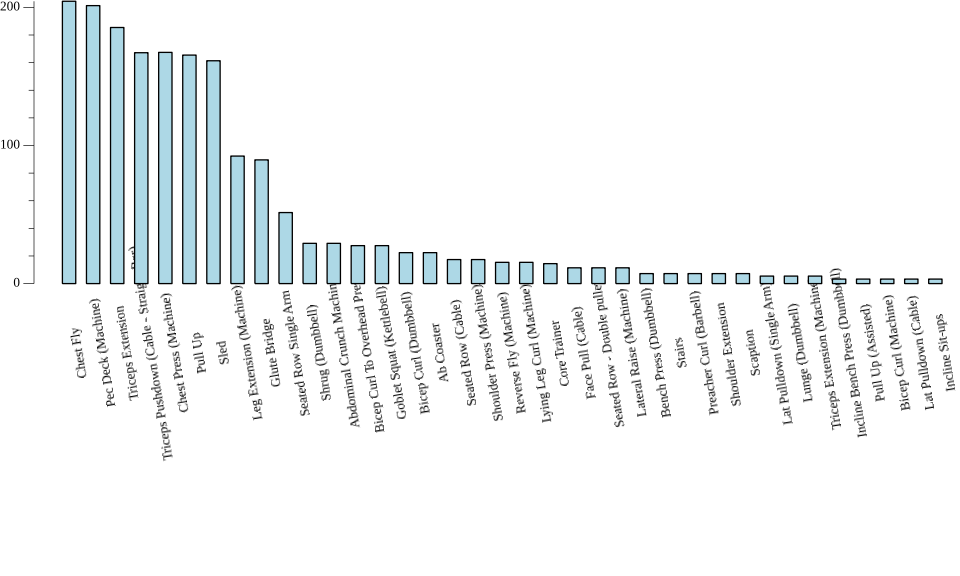 200
100
0
Chest Fly
Pec Deck (Machine)
Triceps Extension
Triceps Pushdown (Cable - Straig Bar)
Chest Press (Machine)
Pull Up
Sled
Leg Extension (Machine)
Glute Bridge
Seated Row Single Arm
Shrug (Dumbbell)
Abdominal Crunch Machin
Bicep Curl To Overhead Pre
Goblet Squat (Kettlebell)
Bicep Curl (Dumbbell)
Ab Coaster
Seated Row (Cable)
Shoulder Press (Machine)
Reverse Fly (Machine)
Lying Leg Curl (Machine)
Core Trainer
Face Pull (Cable)
Seated Row - Double pulle
Lateral Raise (Machine)
Bench Press (Dumbbell)
Stairs
Preacher Curl (Barbell)
Shoulder Extension
Scaption
Lat Pulldown (Single Arm)
Lunge (Dumbbell)
Triceps Extension (Machine
Incline Bench Press (Dumbbell)
Pull Up (Assisted)
Bicep Curl (Machine)
Lat Pulldown (Cable)
Incline Sit-ups